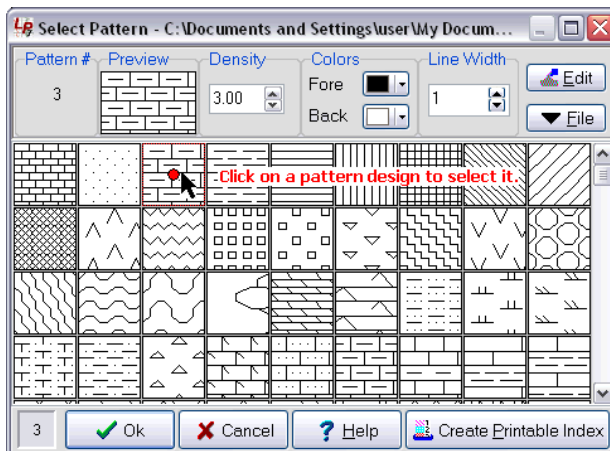 LP Select Pattern - C:\Documents and Settings\user\My Docum...
Pattern # Preview Density Colors Line Width
3 3.00 Fore 1 Edit
Back File
Click on a pattern design to select it.
3 Ok Cancel Help Create Printable Index